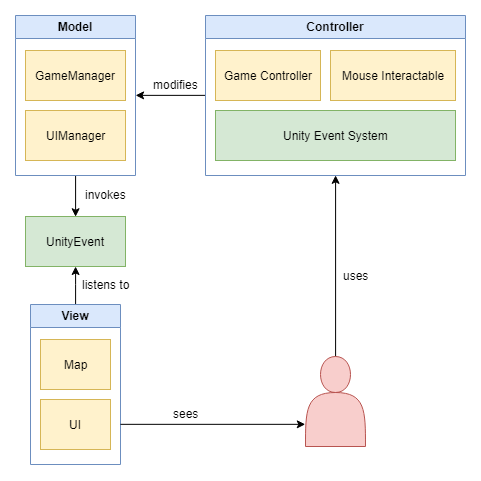 Model
GameManager
UIManager
Controller
Game Controller
Mouse Interactable
Unity Event System
modifies
invokes
UnityEvent
listens to
View
Map
UI
sees
uses